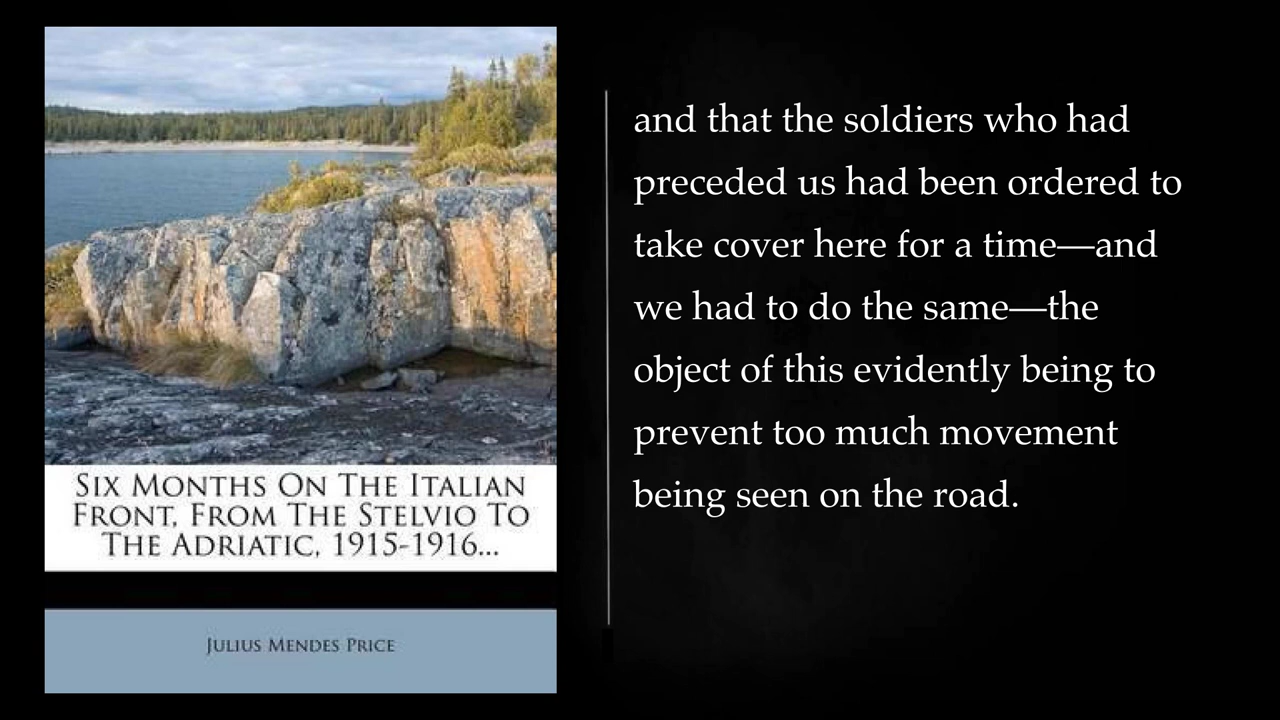 Six Months On The Italian
Front, From The Stelvio To
The Adriatic, 1915-1916...
Julius Mendes Price
and that the soldiers who had
preceded us had been ordered to
take cover here for a time—and
we had to do the same—the
object of this evidently being to
prevent too much movement
being seen on the road.